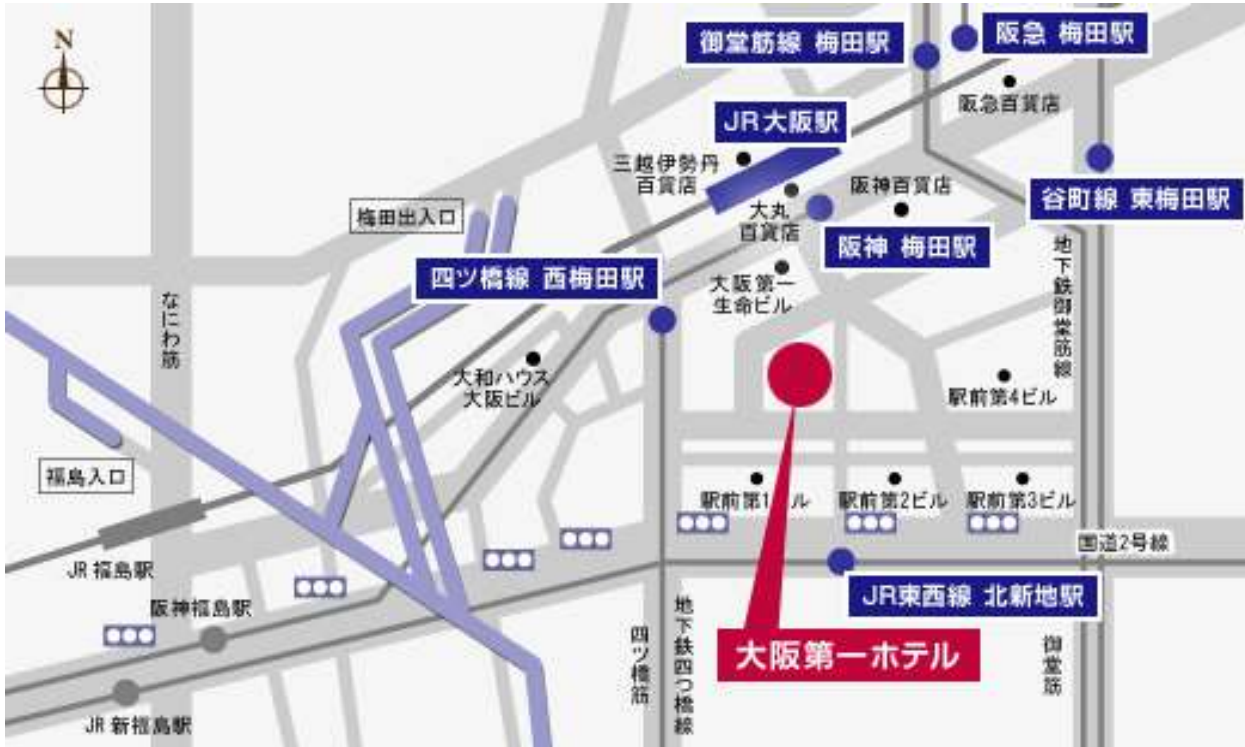 N
御堂筋線 梅田駅
阪急 梅田駅
阪急百貨店
JR大阪駅
三越伊勢丹
百貨店
大丸
百貨店
阪神百貨店
谷町線 東梅田駅
梅田出入口
阪神 梅田駅
四ツ橋線 西梅田駅
大阪第一
生命ビル
地下鉄御堂筋線
なにわ筋
大和ハウス
大阪ビル
駅前第4ビル
福島入口
駅前第1ビル
駅前第2ビル
駅前第3ビル
国道2号線
JR 福島駅
阪神福島駅
JR東西線 北新地駅
四ツ橋筋
地下鉄四つ橋線
大阪第一ホテル
御堂筋
JR 新福島駅